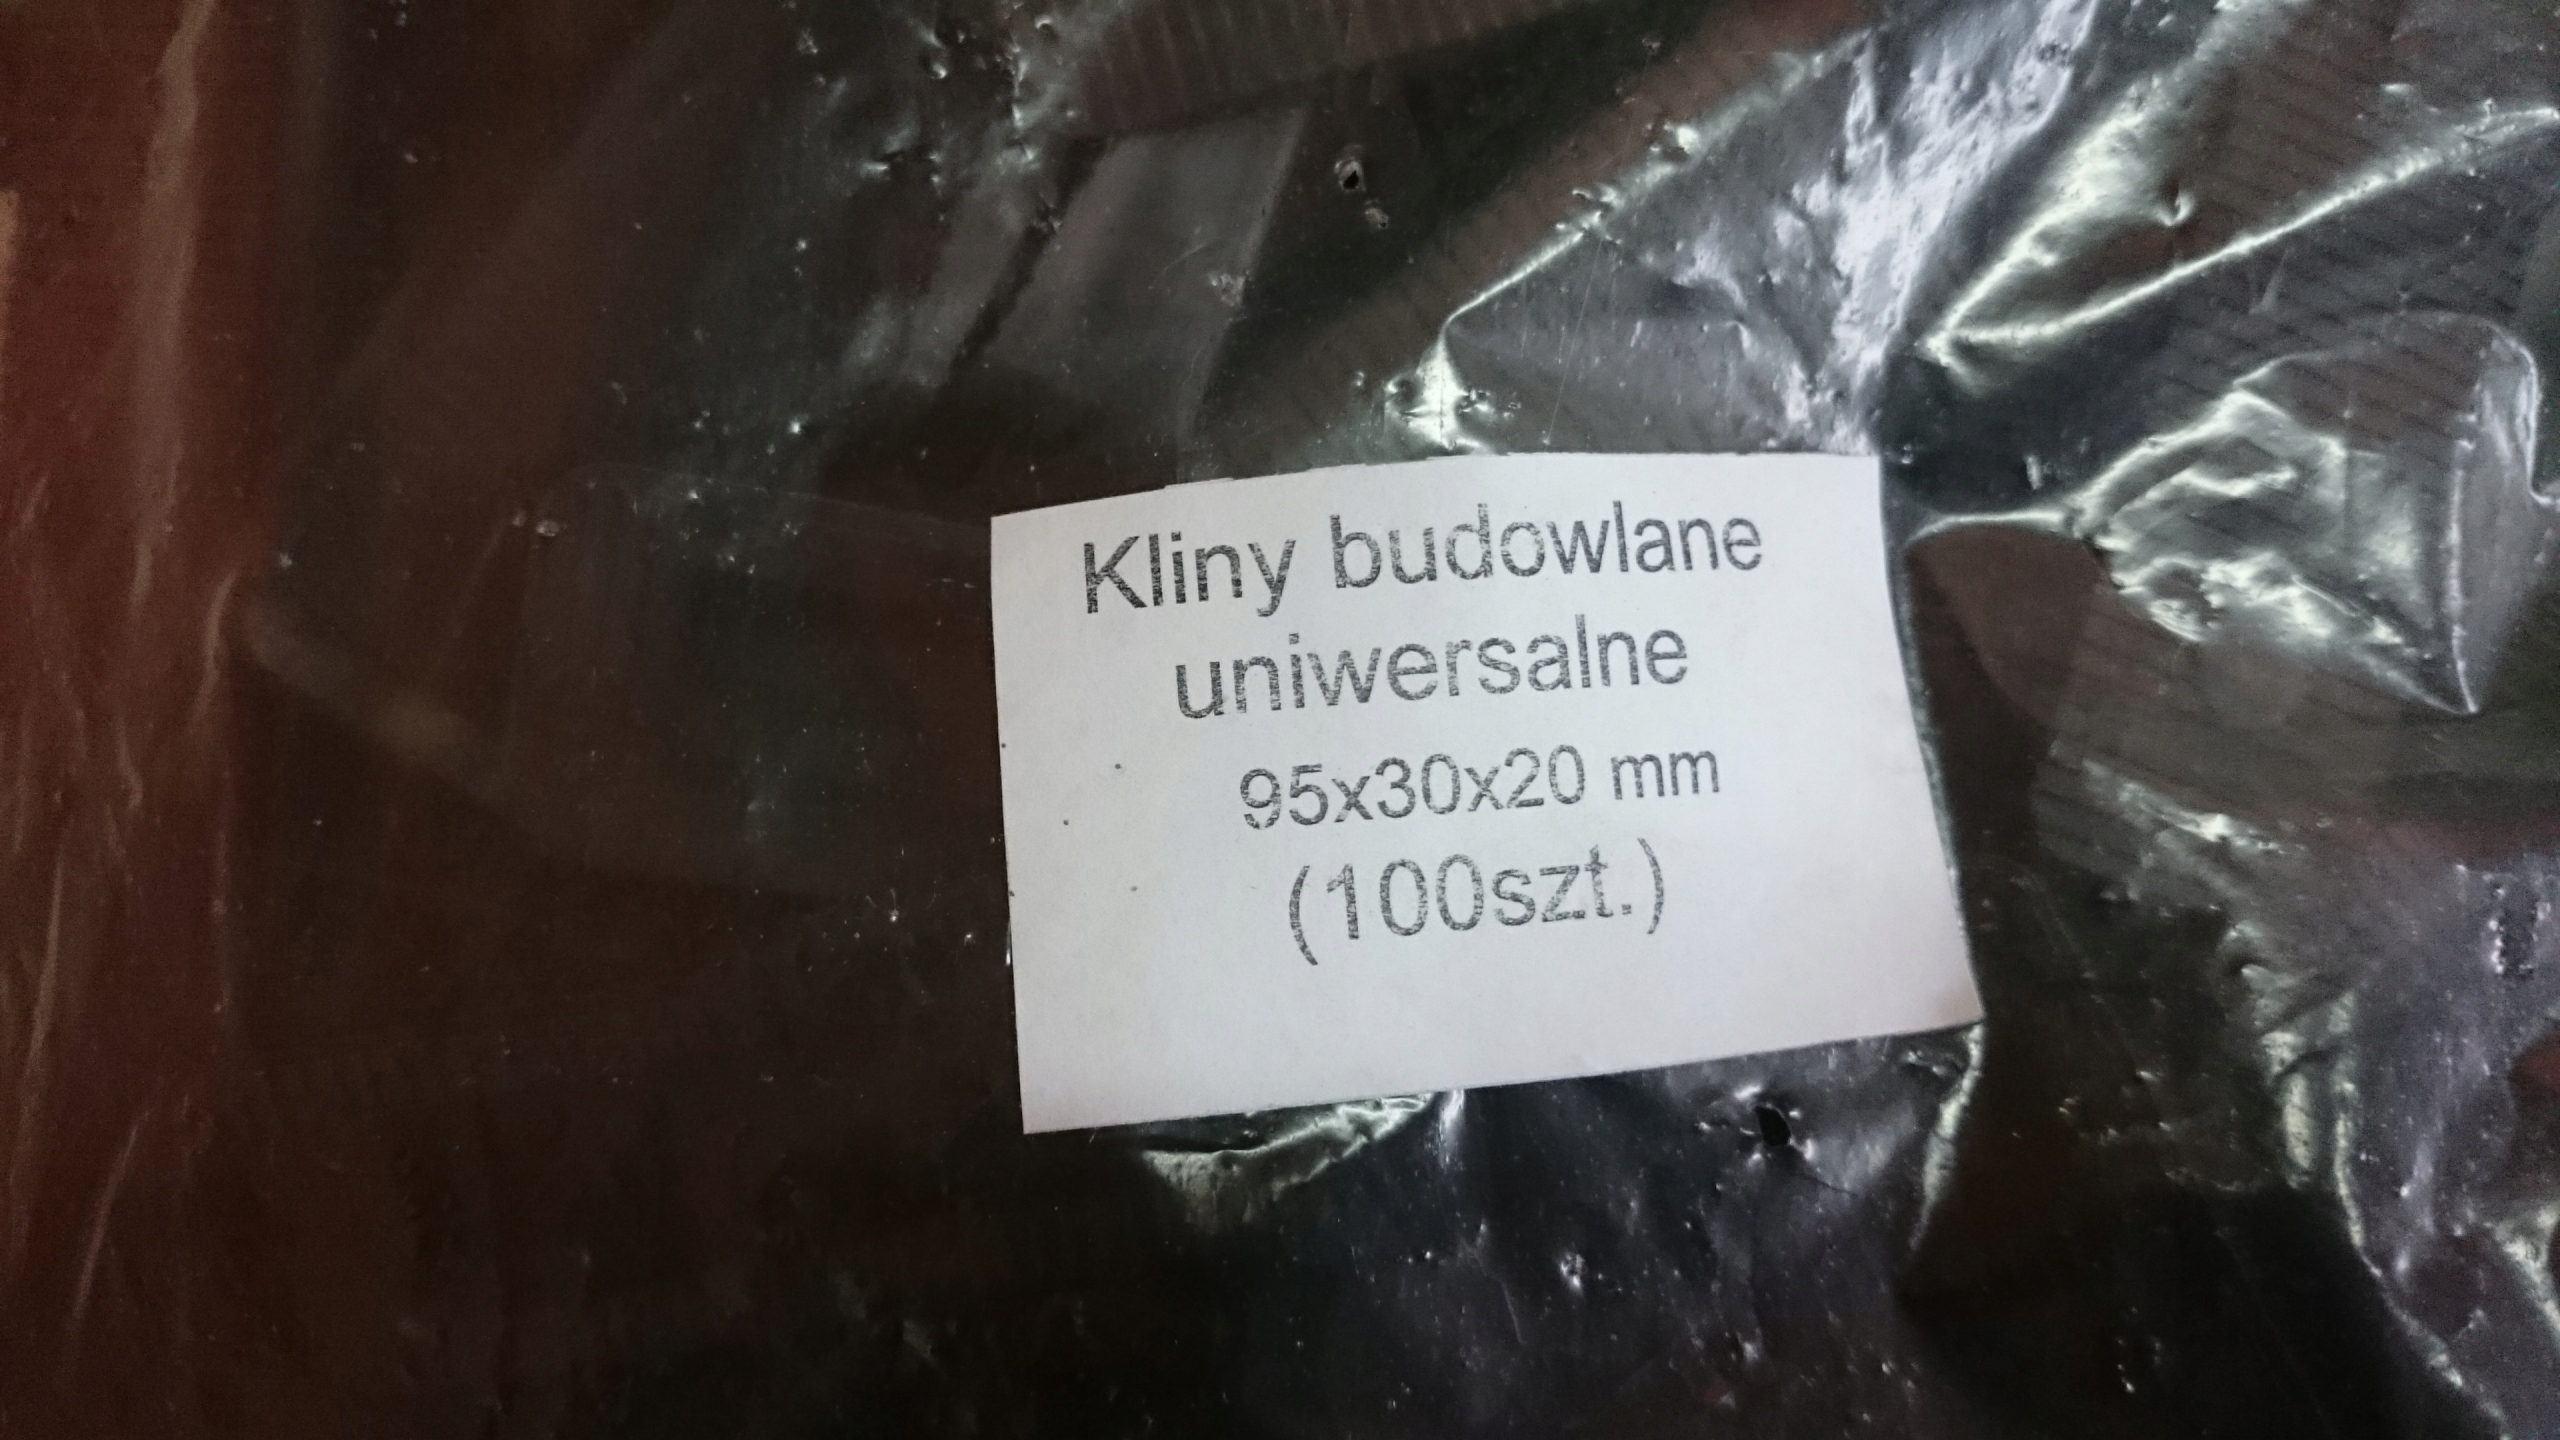 Kliny budowlane
uniwersalne
95x30x20 mm
(100szt.)